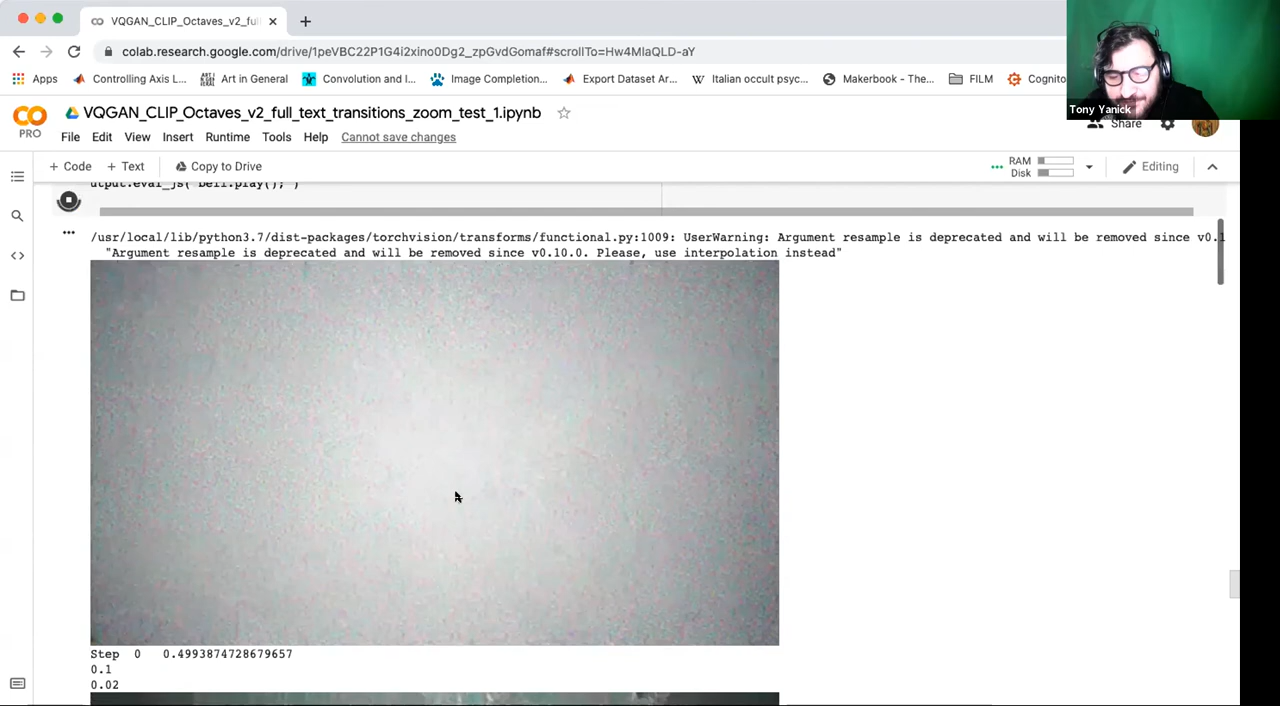 VQGAN_CLIP_Octaves_v2_ful
colab.research.google.com/drive/1peVBC22P1G4i2xino0Dg2_zpGvdGomaf#scrollTo=Hw4MlaQLD-aY
Apps Controlling Axis L... Art in General Convolution and I... Image Completion... Export Dataset Ar... Italian occult psyc... Makerbook - The... FILM Cognito
Tony Yanick
CO PRO
VQGAN_CLIP_Octaves_v2_full_text_transitions_zoom_test_1.ipynb
File Edit View Insert Runtime Tools Help Cannot save changes
Share
+ Code + Text Copy to Drive
RAM
Disk
Editing
utput.eval_js('bell.play();')
/usr/local/lib/python3.7/dist-packages/torchvision/transforms/functional.py:1009: UserWarning: Argument resample is deprecated and will be removed since v0.1
"Argument resample is deprecated and will be removed since v0.10.0. Please, use interpolation instead"
Step 0 0.4993874728679657
0.1
0.02